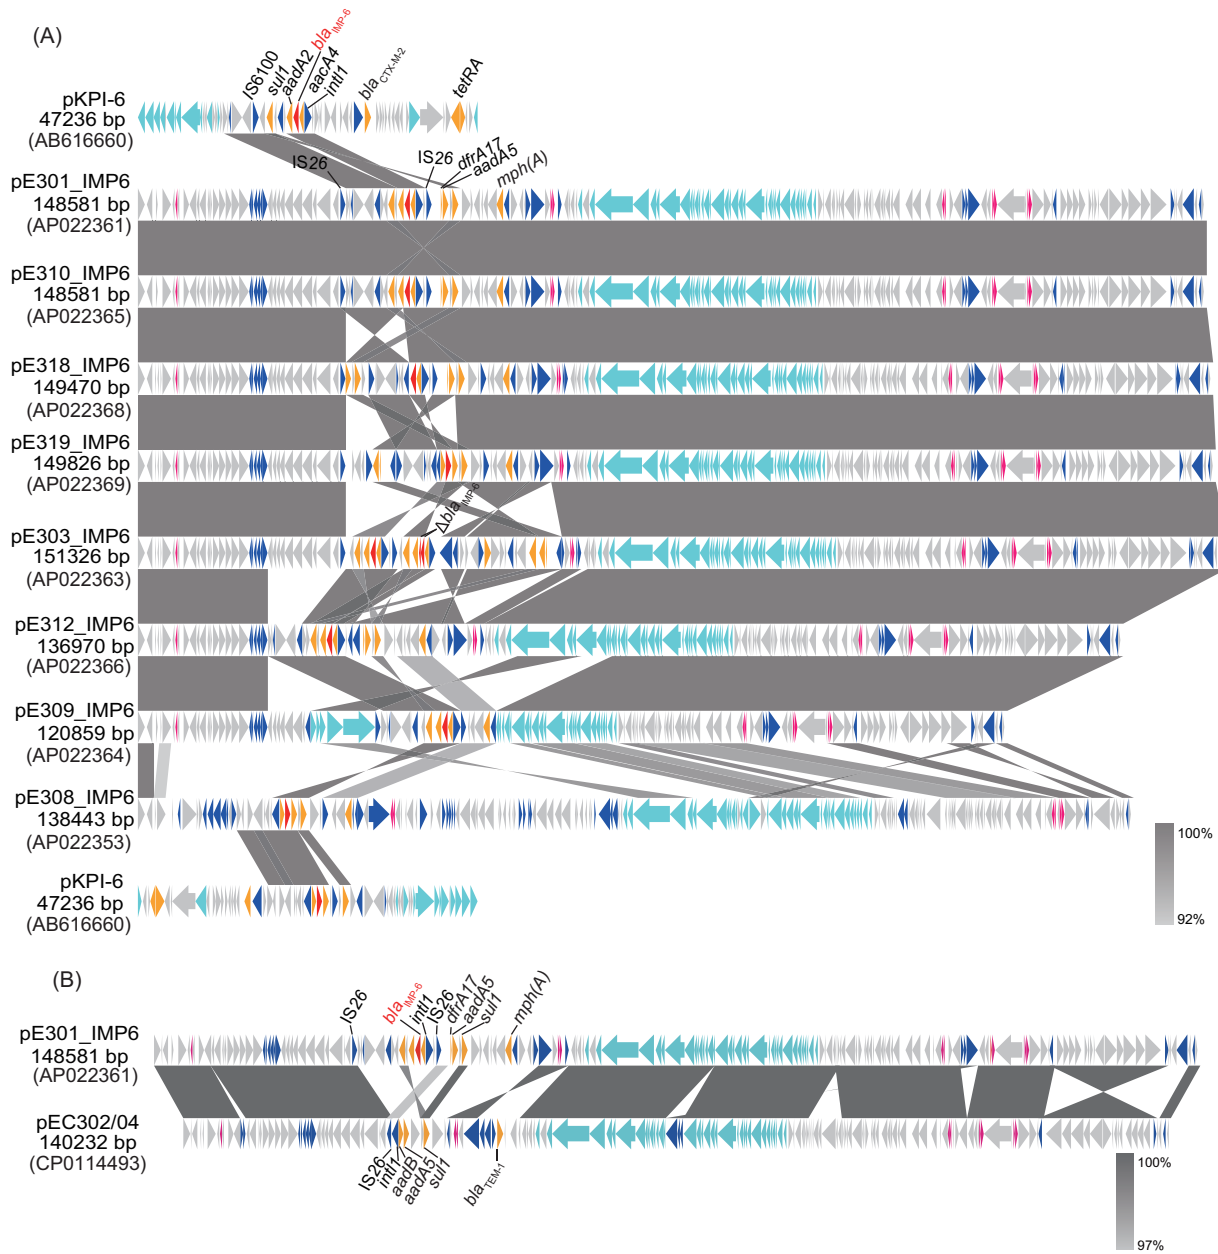 (A)
IS6100
sul1
aadA2
blaIMP-6
aacA4
intI1
blaCTX-M-2
tetRA
pKPI-6
47236 bp
(AB616660)
IS26
IS26
dfrA17
aadA5
mph(A)
pE301_IMP6
148581 bp
(AP022361)
pE310_IMP6
148581 bp
(AP022365)
pE318_IMP6
149470 bp
(AP022368)
pE319_IMP6
149826 bp
(AP022369)
ΔblaIMP-6
pE303_IMP6
151326 bp
(AP022363)
pE312_IMP6
136970 bp
(AP022366)
pE309_IMP6
120859 bp
(AP022364)
pE308_IMP6
138443 bp
(AP022353)
100%
92%
pKPI-6
47236 bp
(AB616660)
(B)
IS26
blaIMP-6
intI1
IS26
dfrA17
aadA5
sul1
mph(A)
pE301_IMP6
148581 bp
(AP022361)
pEC302/04
140232 bp
(CP0114493)
IS26
intI1
aadB
aadA5
sul1
blaTEM-1
100%
97%